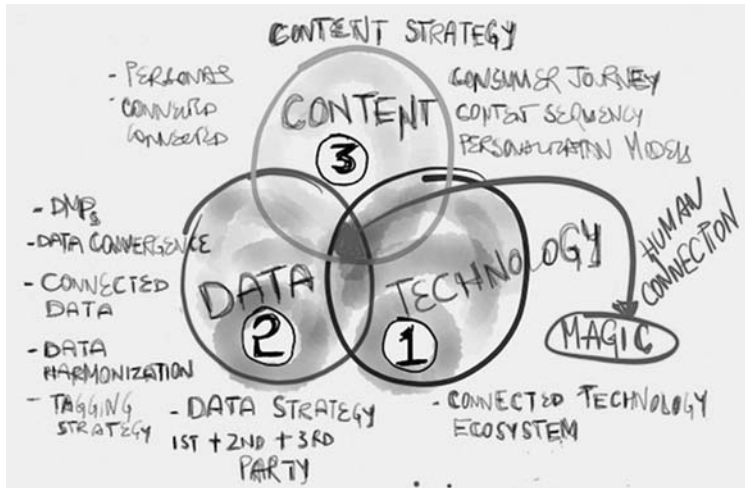 CONTENT STRATEGY
- PERSONAS
CONNECTED
CONTENT
3
CONSUMER JOURNEY
CONTENT SEQUENCY
PERSONALIZATION MODELS
- DMPs
- DATA CONVERGENCE
- CONNECTED
DATA
- DATA
HARMONIZATION
- TAGGING
STRATEGY
DATA
2
TECHNOLOGY
1
HUMAN
CONNECTION
MAGIC
- DATA STRATEGY
1ST + 2ND + 3RD
PARTY
- CONNECTED TECHNOLOGY
ECOSYSTEM